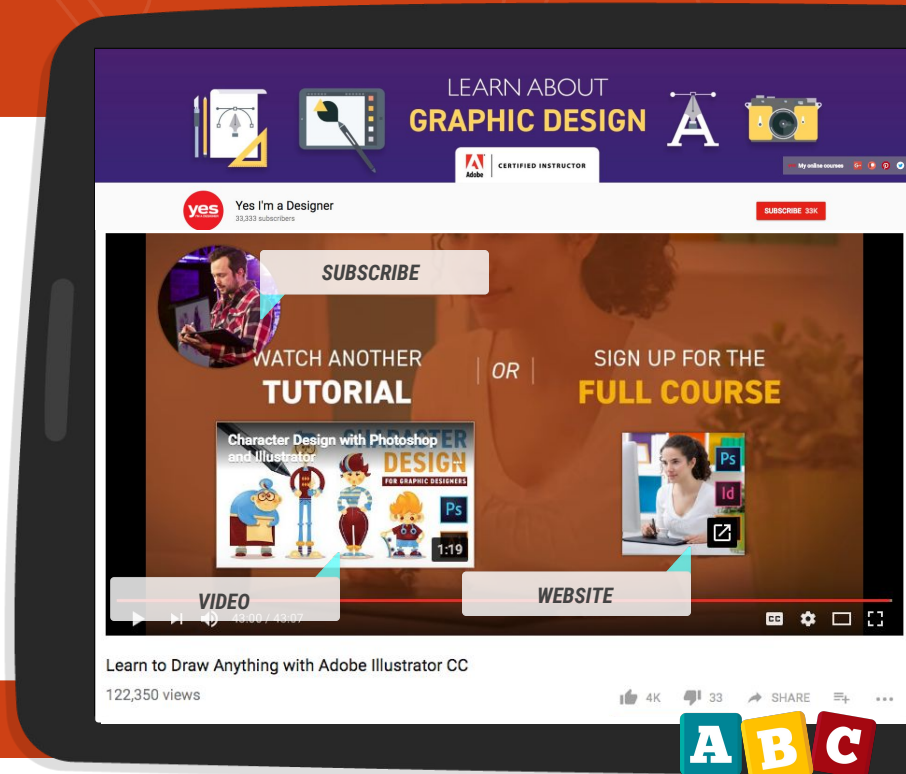 LEARN ABOUT
GRAPHIC DESIGN
A
Adobe
CERTIFIED INSTRUCTOR
My online courses
yes
Yes I'm a Designer
33,333 subscribers
SUBSCRIBE 33K
SUBSCRIBE
WATCH ANOTHER
TUTORIAL
OR
SIGN UP FOR THE
FULL COURSE
Character Design with Photoshop
and Illustrator
CHARACTER
DESIGN
FOR GRAPHIC DESIGNERS
Ps
1:19
Ps
Id
VIDEO
WEBSITE
43:00 / 43:07
CC
Learn to Draw Anything with Adobe Illustrator CC
122,350 views
4K
33
SHARE
A B C